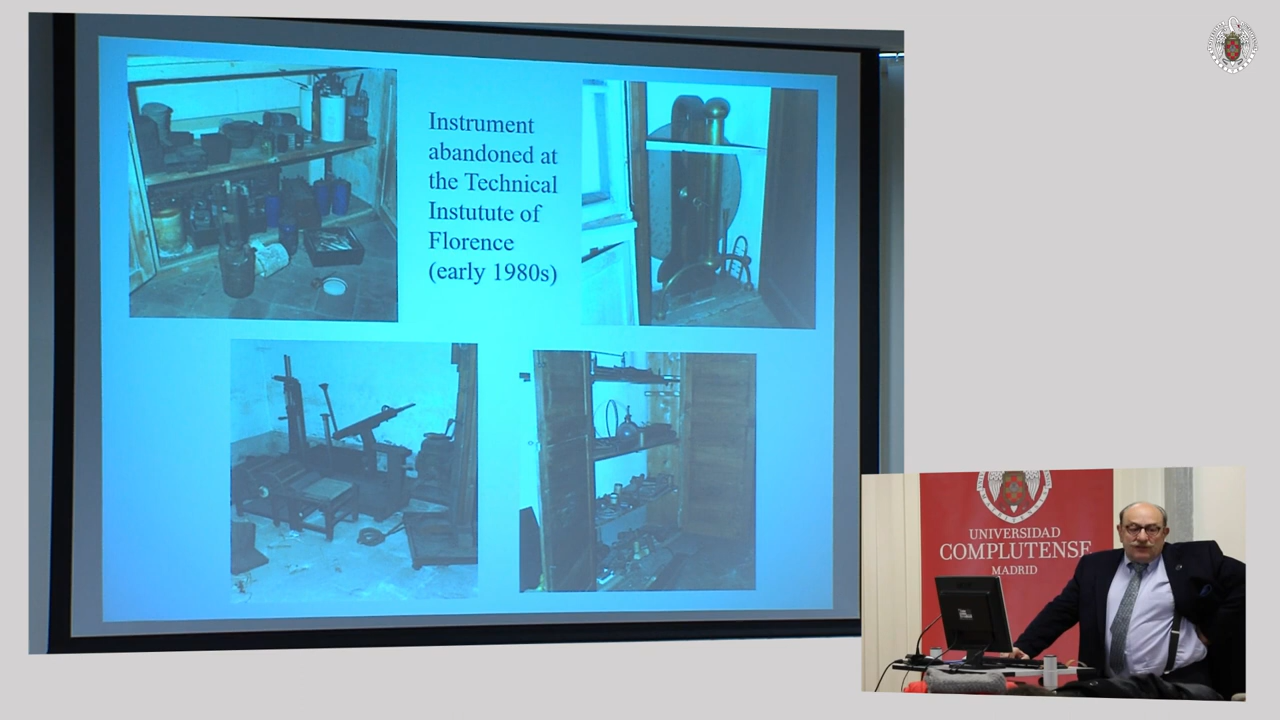 Instrument
abandoned at
the Technical
Instutute of
Florence
(early 1980s)
UNIVERSIDAD
COMPLUTENSE
MADRID